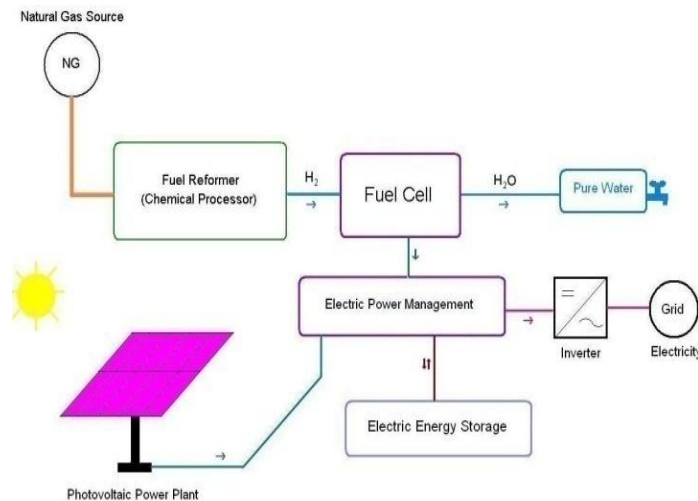 Natural Gas Source
NG
Fuel Reformer
(Chemical Processor)
H₂
Fuel Cell
H₂O
Pure Water
Electric Power Management
Inverter
Grid
Electricity
Electric Energy Storage
Photovoltaic Power Plant